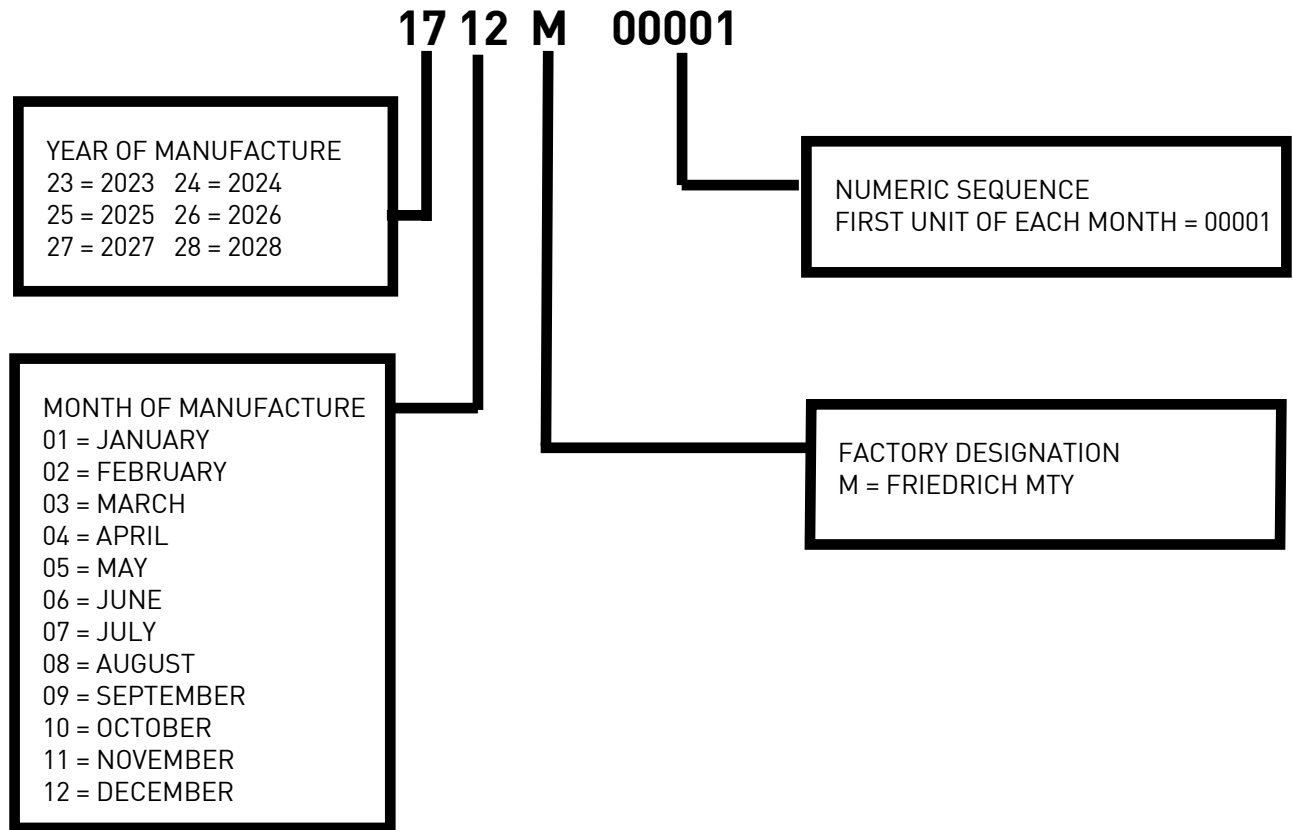 17 12 M 00001
YEAR OF MANUFACTURE
23 = 2023 24 = 2024
25 = 2025 26 = 2026
27 = 2027 28 = 2028
NUMERIC SEQUENCE
FIRST UNIT OF EACH MONTH = 00001
MONTH OF MANUFACTURE
01 = JANUARY
02 = FEBRUARY
03 = MARCH
04 = APRIL
05 = MAY
06 = JUNE
07 = JULY
08 = AUGUST
09 = SEPTEMBER
10 = OCTOBER
11 = NOVEMBER
12 = DECEMBER
FACTORY DESIGNATION
M = FRIEDRICH MTY